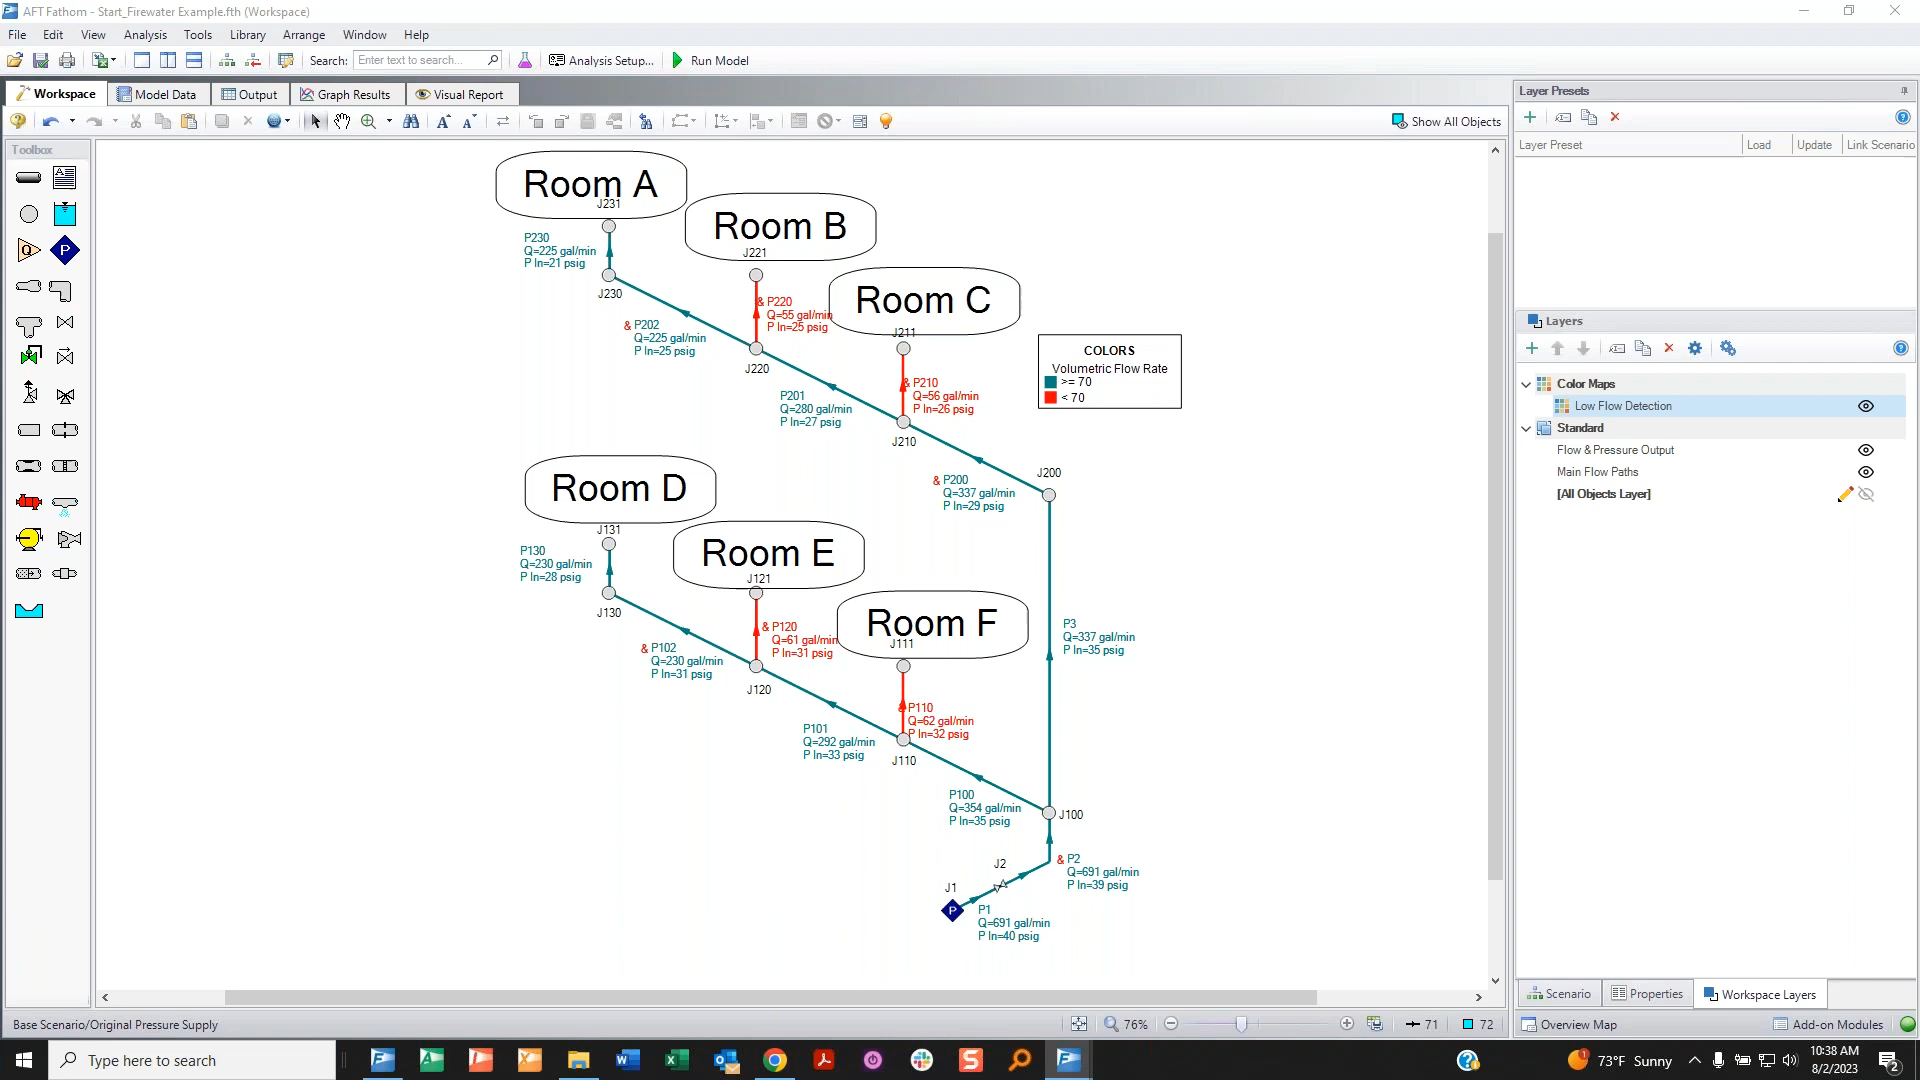 AFT Fathom - Start_Firewater Example.fth (Workspace)
File Edit View Analysis Tools Library Arrange Window Help
Search: Enter text to search... Analysis Setup... Run Model
Workspace Model Data Output Graph Results Visual Report
Show All Objects
Toolbox
Room A
J231
P230
Q=225 gal/min
P In=21 psig
J230
Room B
J221
& P220
Q=55 gal/min
P In=25 psig
& P202
Q=225 gal/min
P In=25 psig
J220
Room C
J211
& P210
Q=56 gal/min
P In=26 psig
P201
Q=280 gal/min
P In=27 psig
J210
COLORS
Volumetric Flow Rate
>= 70
< 70
J200
& P200
Q=337 gal/min
P In=29 psig
Room D
J131
P130
Q=230 gal/min
P In=28 psig
J130
Room E
J121
& P120
Q=61 gal/min
P In=31 psig
& P102
Q=230 gal/min
P In=31 psig
J120
Room F
J111
& P110
Q=62 gal/min
P In=32 psig
P101
Q=292 gal/min
P In=33 psig
J110
P3
Q=337 gal/min
P In=35 psig
P100
Q=354 gal/min
P In=35 psig
J100
& P2
Q=691 gal/min
P In=39 psig
J2
J1
P
P1
Q=691 gal/min
P In=40 psig
Layer Presets
Layer Preset Load Update Link Scenario
Layers
Color Maps
Low Flow Detection
Standard
Flow & Pressure Output
Main Flow Paths
[All Objects Layer]
Scenario Properties Workspace Layers
Base Scenario/Original Pressure Supply 76% 71 72 Overview Map Add-on Modules
Type here to search
73°F Sunny
10:38 AM
8/2/2023
2